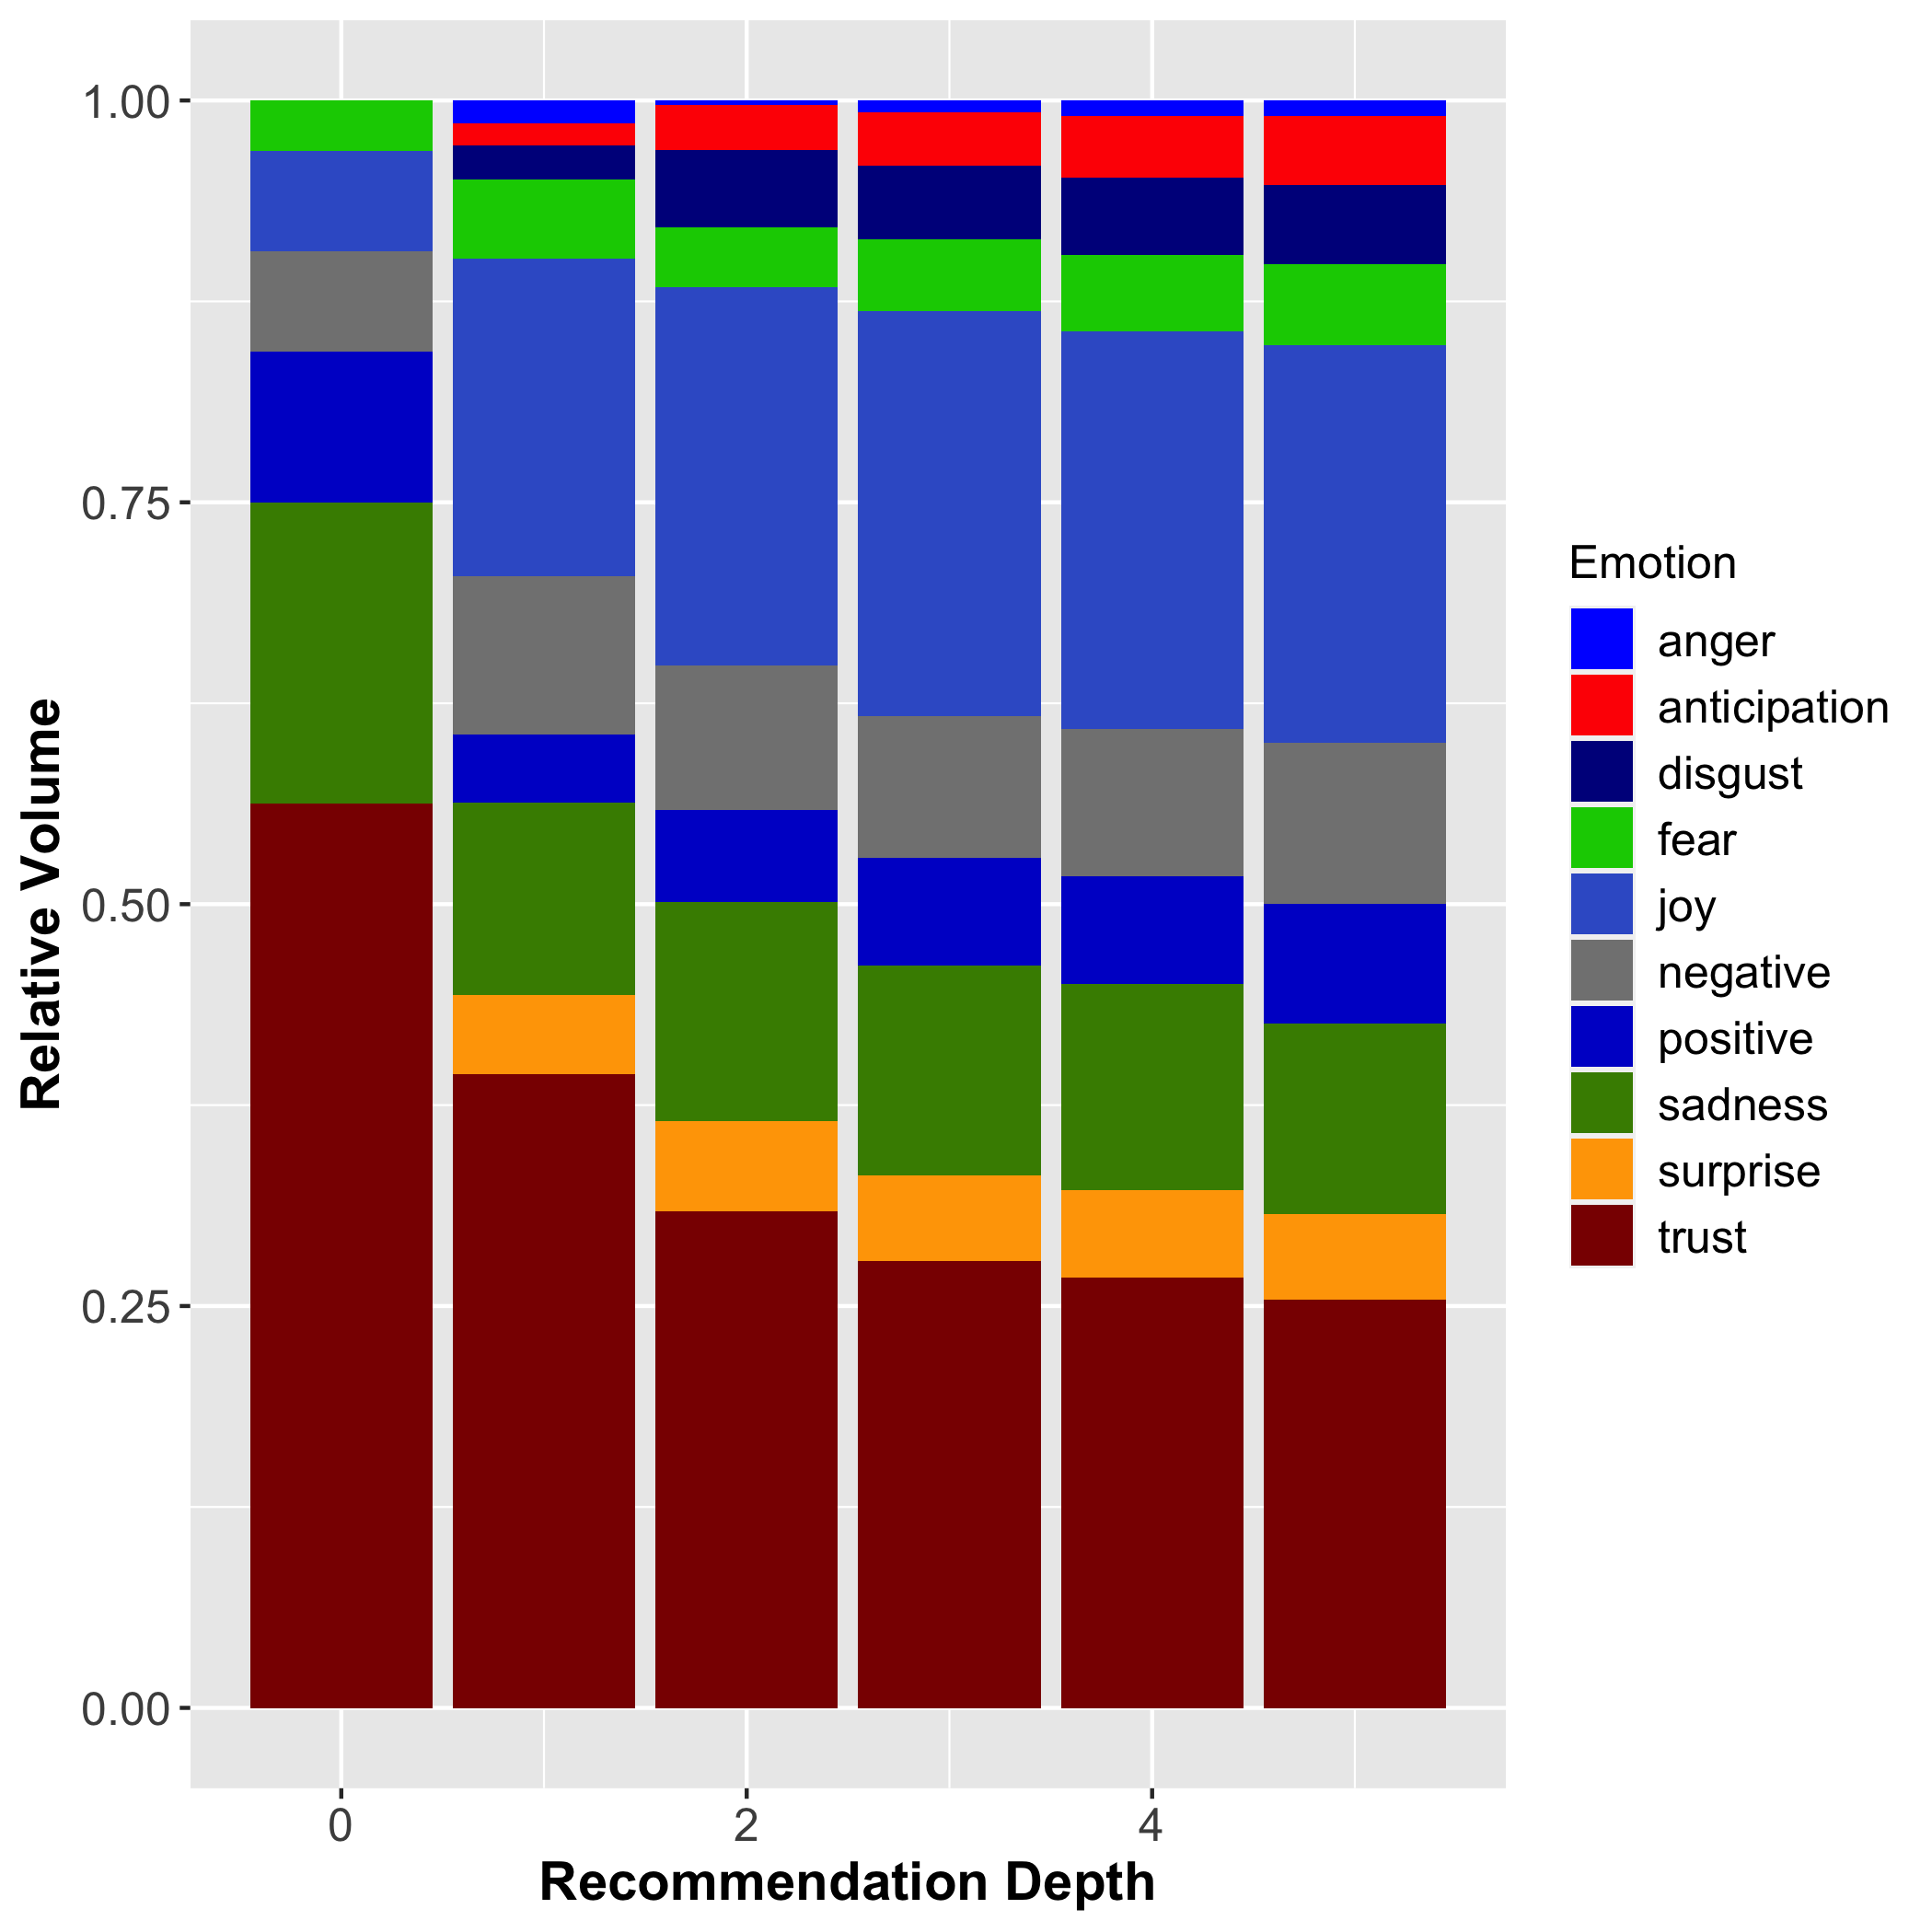 1.00
0.75
0.50
0.25
0.00
Relative Volume
0
2
4
Recommendation Depth
Emotion
anger
anticipation
disgust
fear
joy
negative
positive
sadness
surprise
trust